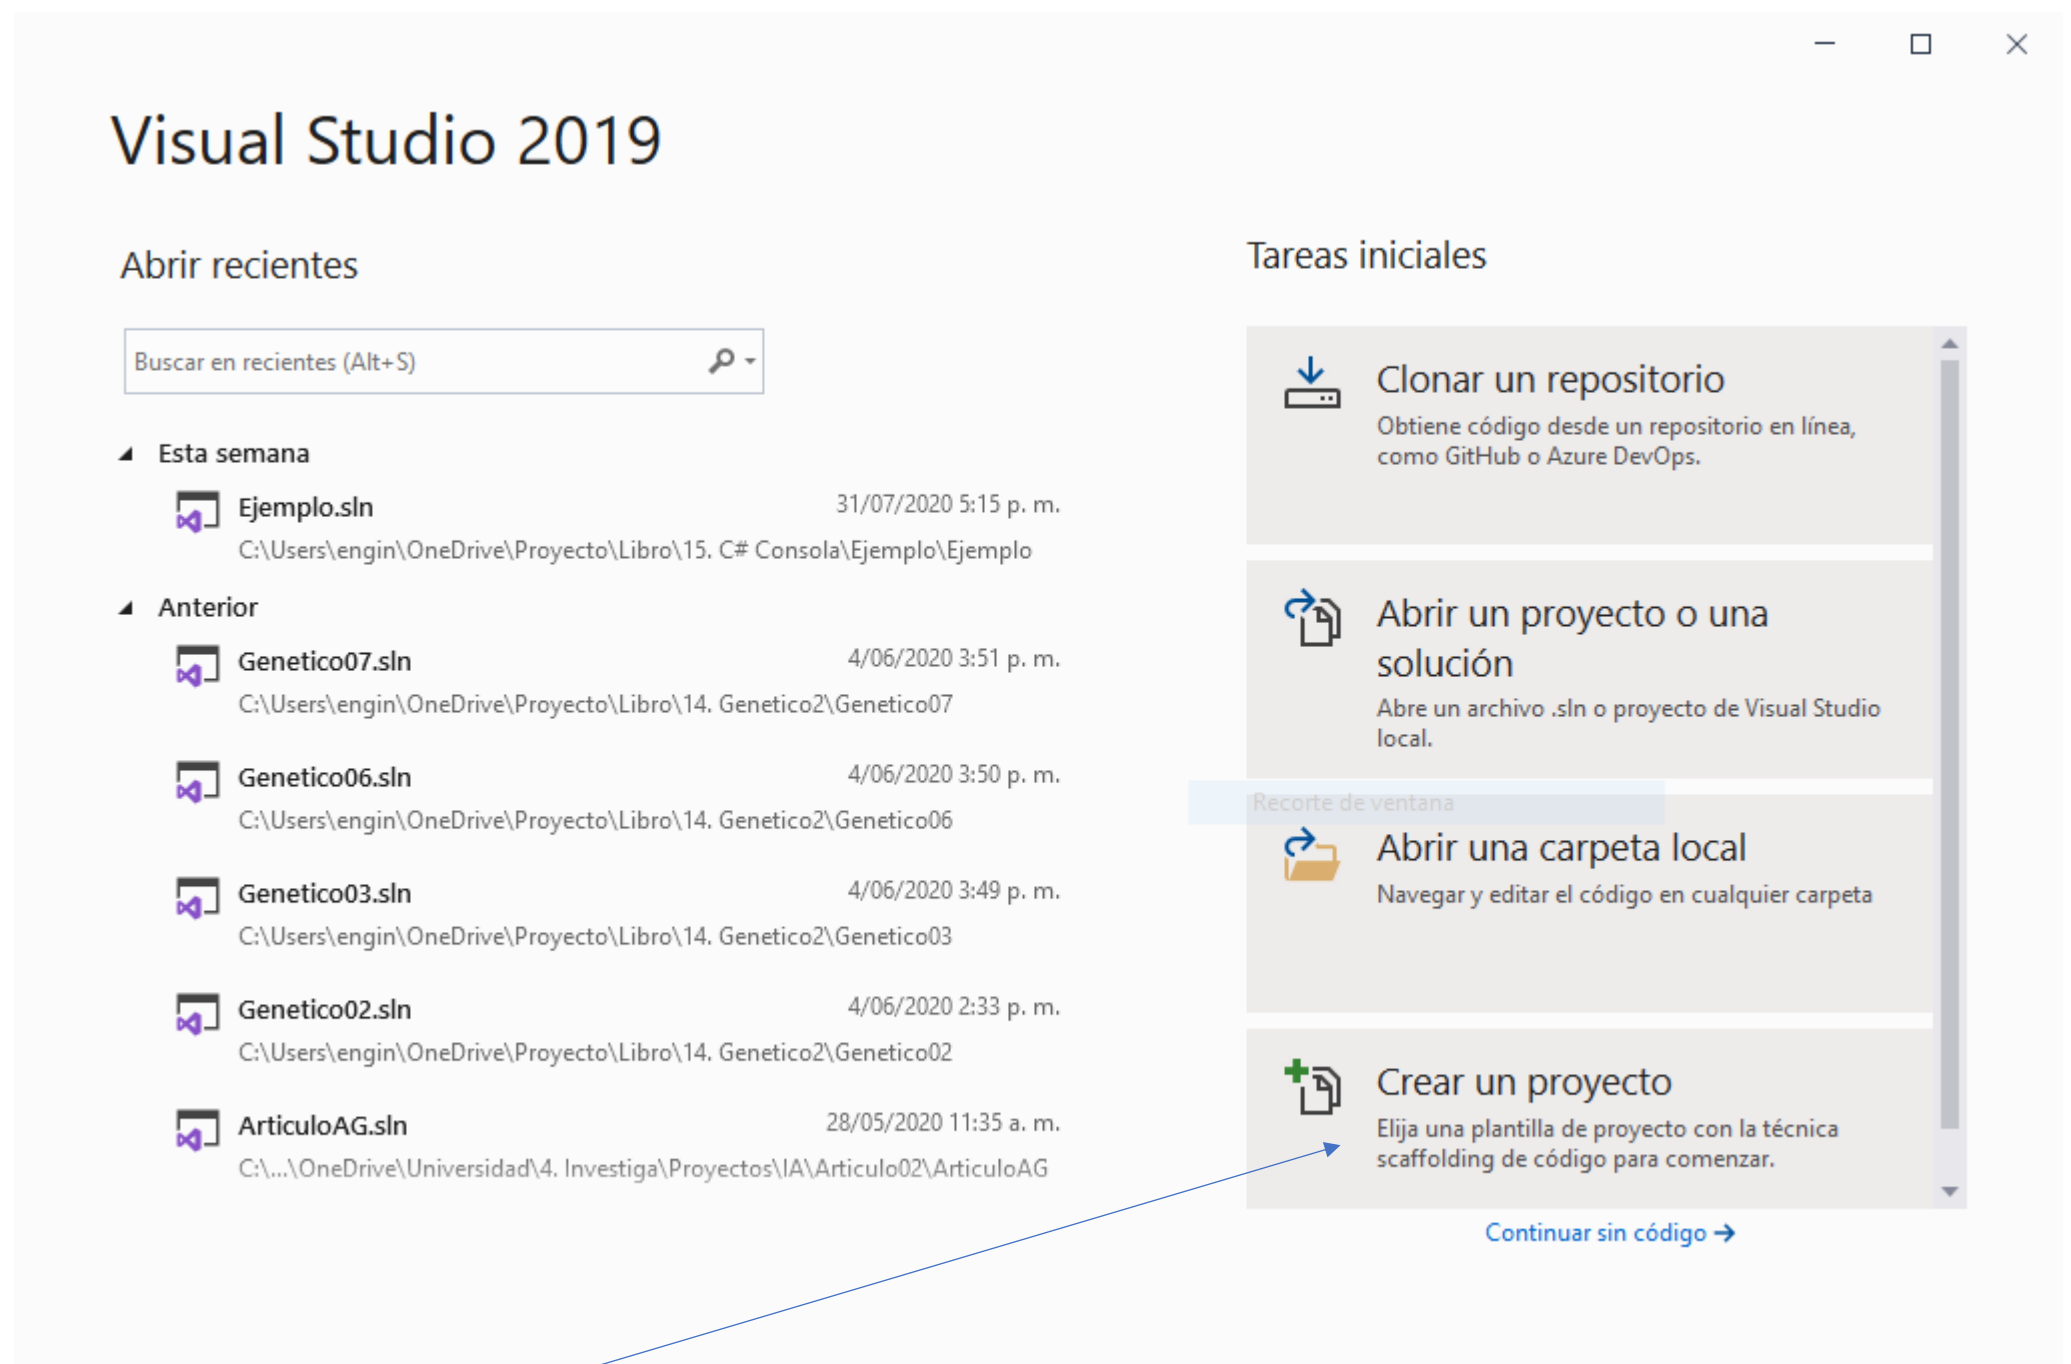 Visual Studio 2019
Abrir recientes
Buscar en recientes (Alt+S)
Esta semana
Ejemplo.sln
31/07/2020 5:15 p. m.
C:\Users\engin\OneDrive\Proyecto\Libro\15. C# Consola\Ejemplo\Ejemplo
Anterior
Genetico07.sln
4/06/2020 3:51 p. m.
C:\Users\engin\OneDrive\Proyecto\Libro\14. Genetico2\Genetico07
Genetico06.sln
4/06/2020 3:50 p. m.
C:\Users\engin\OneDrive\Proyecto\Libro\14. Genetico2\Genetico06
Genetico03.sln
4/06/2020 3:49 p. m.
C:\Users\engin\OneDrive\Proyecto\Libro\14. Genetico2\Genetico03
Genetico02.sln
4/06/2020 2:33 p. m.
C:\Users\engin\OneDrive\Proyecto\Libro\14. Genetico2\Genetico02
ArticuloAG.sln
28/05/2020 11:35 a. m.
C:\...\OneDrive\Universidad\4. Investiga\Proyectos\IA\Articulo02\ArticuloAG
Tareas iniciales
Clonar un repositorio
Obtiene código desde un repositorio en línea,
como GitHub o Azure DevOps.
Abrir un proyecto o una
solución
Abre un archivo .sln o proyecto de Visual Studio
local.
Recorte de ventana
Abrir una carpeta local
Navegar y editar el código en cualquier carpeta
Crear un proyecto
Elija una plantilla de proyecto con la técnica
scaffolding de código para comenzar.
Continuar sin código →